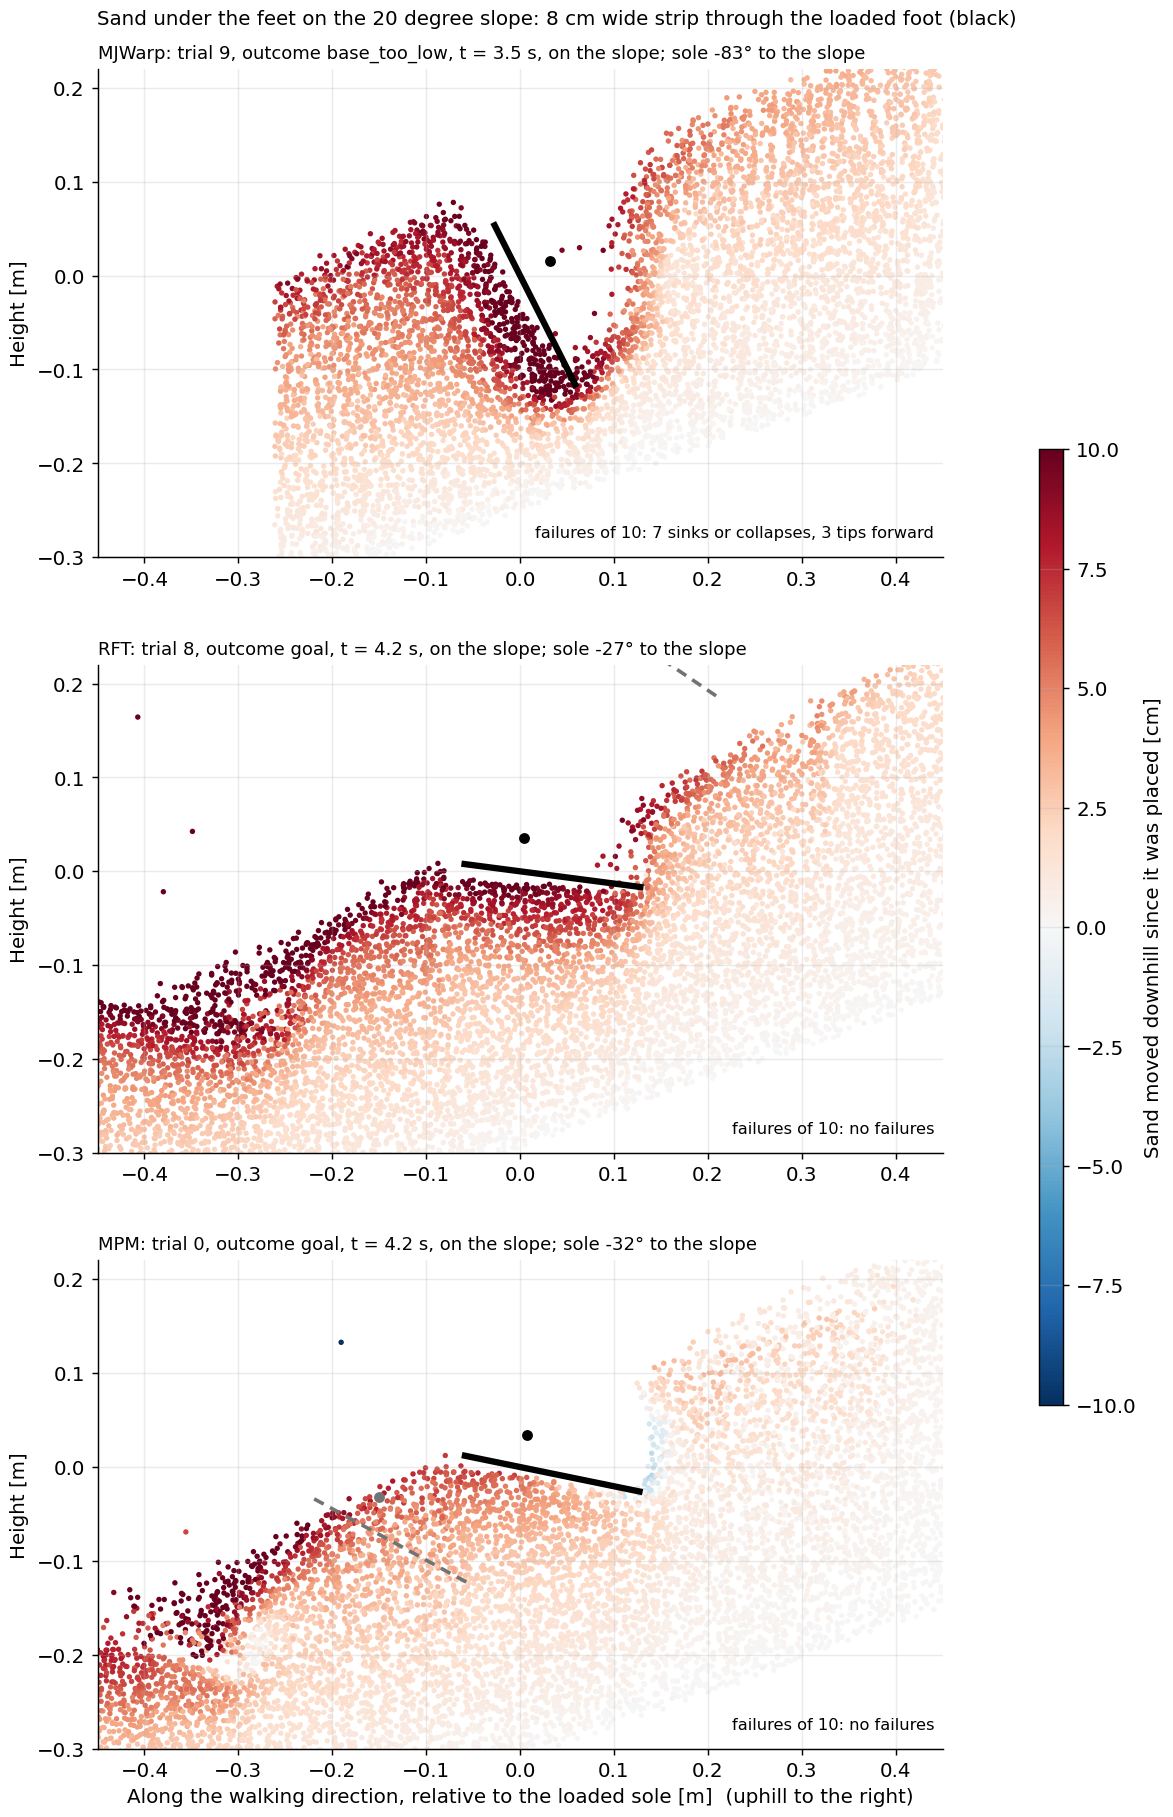 Sand under the feet on the 20 degree slope: 8 cm wide strip through the loaded foot (black)
MJWarp: trial 9, outcome base_too_low, t = 3.5 s, on the slope; sole -83° to the slope
0.2
0.1
0.0
−0.1
−0.2
−0.3
Height [m]
failures of 10: 7 sinks or collapses, 3 tips forward
−0.4 −0.3 −0.2 −0.1 0.0 0.1 0.2 0.3 0.4
RFT: trial 8, outcome goal, t = 4.2 s, on the slope; sole -27° to the slope
0.2
0.1
0.0
−0.1
−0.2
−0.3
Height [m]
failures of 10: no failures
−0.4 −0.3 −0.2 −0.1 0.0 0.1 0.2 0.3 0.4
MPM: trial 0, outcome goal, t = 4.2 s, on the slope; sole -32° to the slope
0.2
0.1
0.0
−0.1
−0.2
−0.3
Height [m]
failures of 10: no failures
−0.4 −0.3 −0.2 −0.1 0.0 0.1 0.2 0.3 0.4
Along the walking direction, relative to the loaded sole [m]  (uphill to the right)
10.0
7.5
5.0
2.5
0.0
−2.5
−5.0
−7.5
−10.0
Sand moved downhill since it was placed [cm]